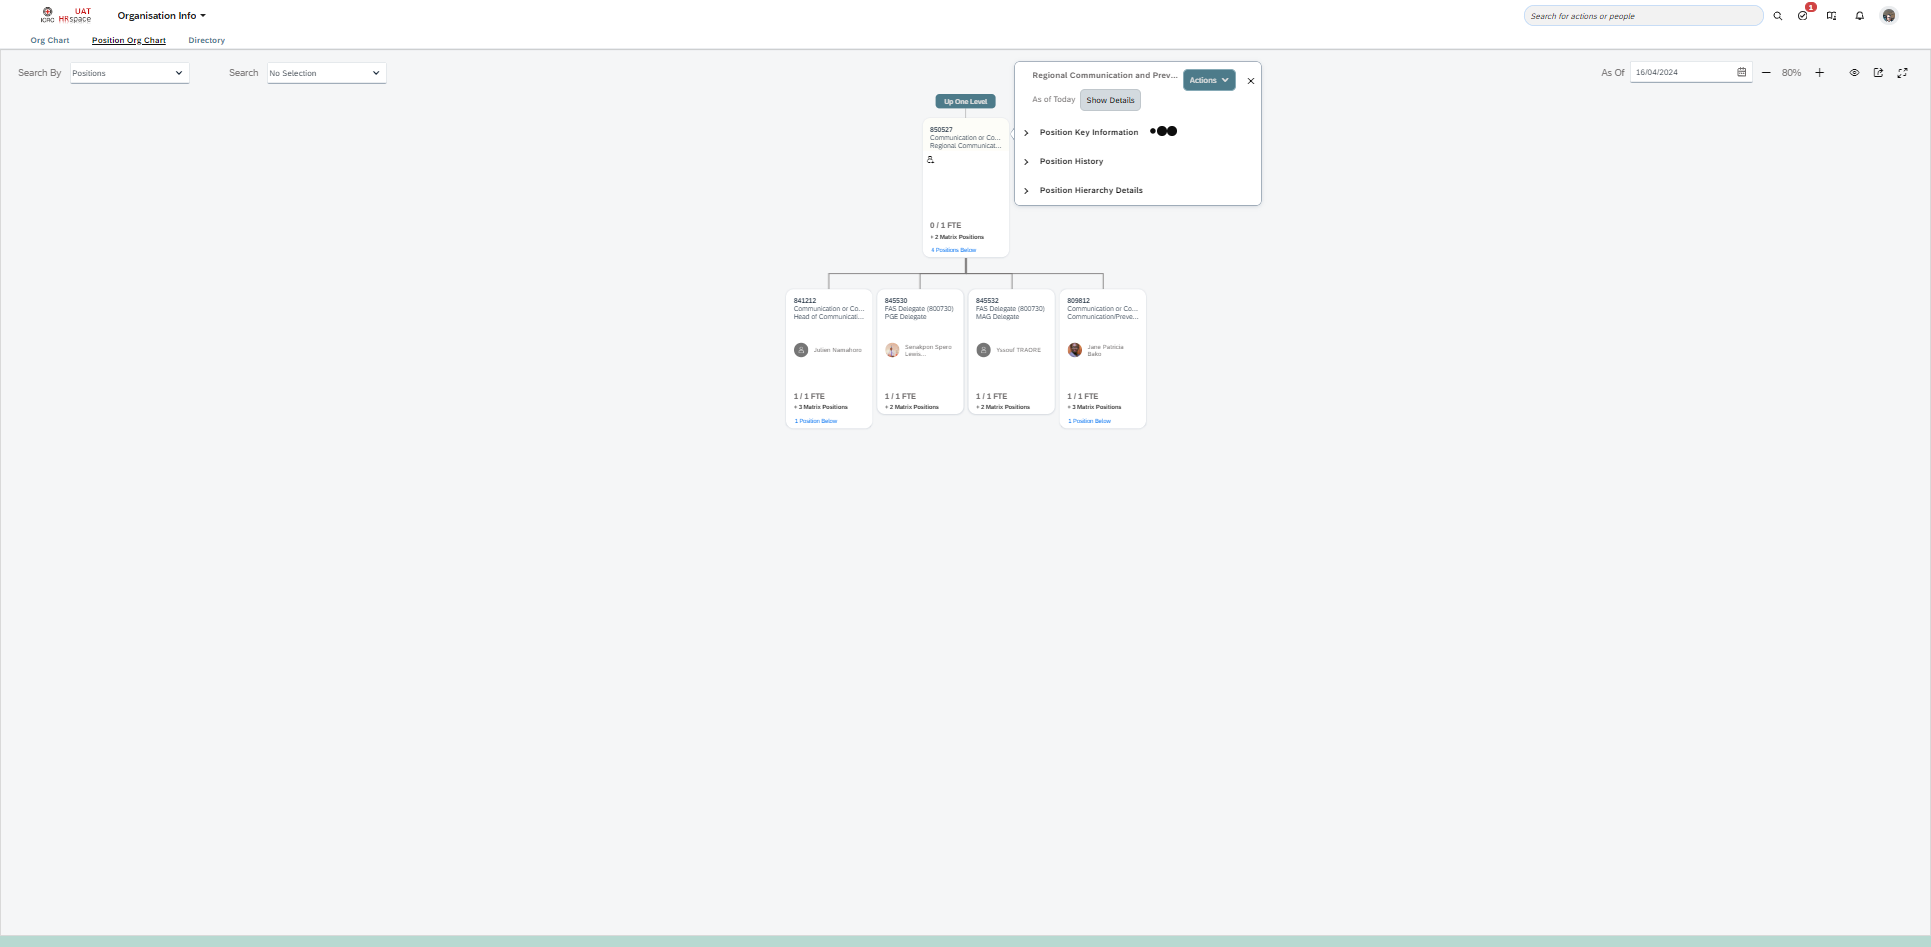 ICRC
UAT
HRspace
Organisation Info
Search for actions or people
1
Org Chart
Position Org Chart
Directory
Search By
Positions
Search
No Selection
As Of
16/04/2024
80%
Up One Level
850527
Communication or Co...
Regional Communicat...
0 / 1 FTE
+ 2 Matrix Positions
4 Positions Below
Regional Communication and Prev...
Actions
As of Today
Show Details
Position Key Information
Position History
Position Hierarchy Details
841212
Communication or Co...
Head of Communicati...
Julien Namahoro
1 / 1 FTE
+ 3 Matrix Positions
1 Position Below
845530
FAS Delegate (800730)
PGE Delegate
Senakpon Spero
Lewis...
1 / 1 FTE
+ 2 Matrix Positions
845532
FAS Delegate (800730)
MAG Delegate
Yssouf TRAORE
1 / 1 FTE
+ 2 Matrix Positions
809812
Communication or Co...
Communication/Preve...
Jane Patricia
Bako
1 / 1 FTE
+ 3 Matrix Positions
1 Position Below